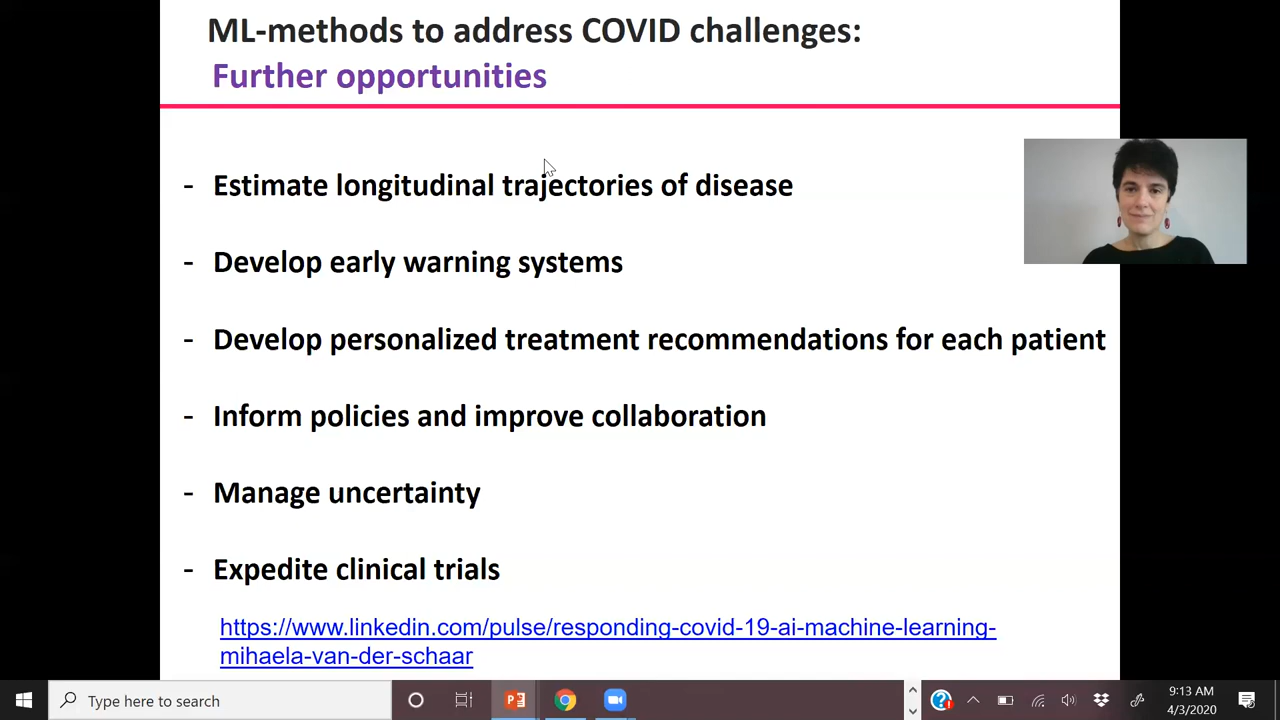 ML-methods to address COVID challenges:
Further opportunities
- Estimate longitudinal trajectories of disease
- Develop early warning systems
- Develop personalized treatment recommendations for each patient
- Inform policies and improve collaboration
- Manage uncertainty
- Expedite clinical trials
https://www.linkedin.com/pulse/responding-covid-19-ai-machine-learning-
mihaela-van-der-schaar
Type here to search
9:13 AM
4/3/2020